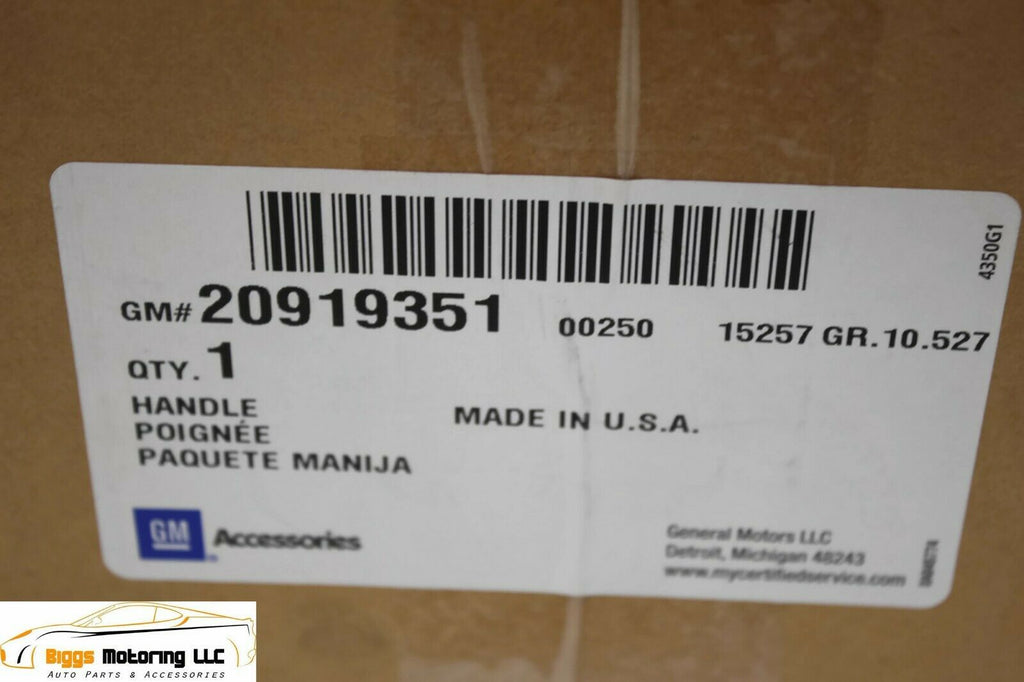 4350G1
GM# 20919351 00250 15257 GR.10.527
QTY. 1
HANDLE MADE IN U.S.A.
POIGNÉE
PAQUETE MANIJA
GM Accessories
General Motors LLC
Detroit, Michigan 48243
www.mycertifiedservice.com
Biggs Motoring LLC
Auto Parts & Accessories